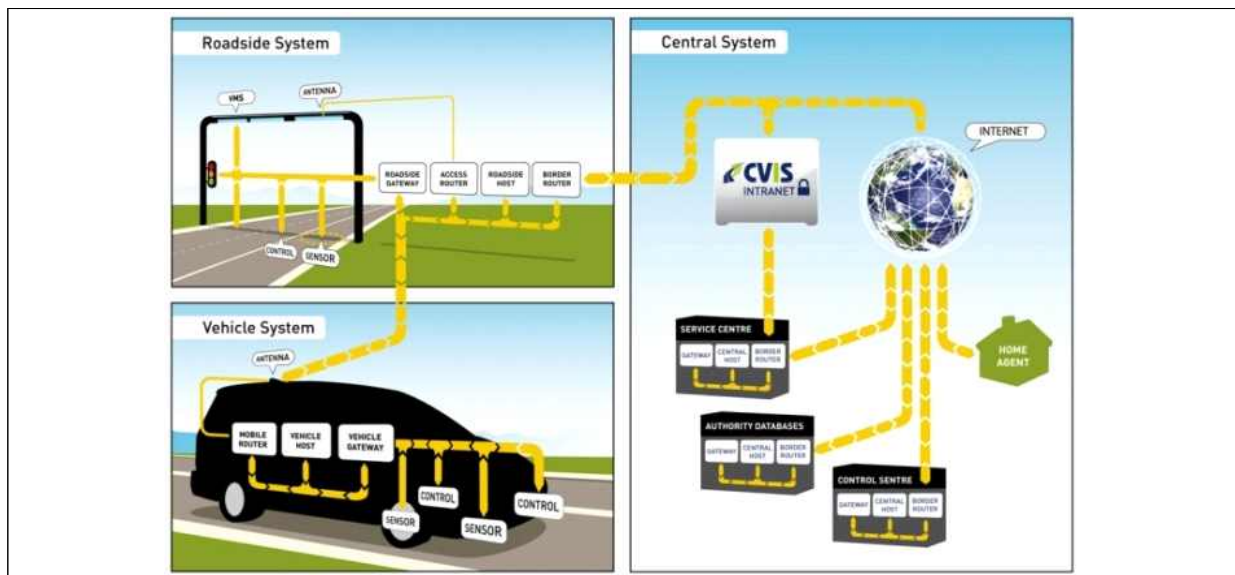 Roadside System
VMS
ANTENNA
ROADSIDE
GATEWAY
ACCESS
ROUTER
ROADSIDE
HOST
BORDER
ROUTER
CONTROL
SENSOR
Vehicle System
ANTENNA
MOBILE
ROUTER
VEHICLE
HOST
VEHICLE
GATEWAY
SENSOR
CONTROL
SENSOR
CONTROL
Central System
CVIS
INTRANET
INTERNET
SERVICE CENTRE
GATEWAY
CENTRAL
HOST
BORDER
ROUTER
HOME
AGENT
AUTHORITY DATABASES
GATEWAY
CENTRAL
HOST
BORDER
ROUTER
CONTROL SENTRE
GATEWAY
CENTRAL
HOST
BORDER
ROUTER